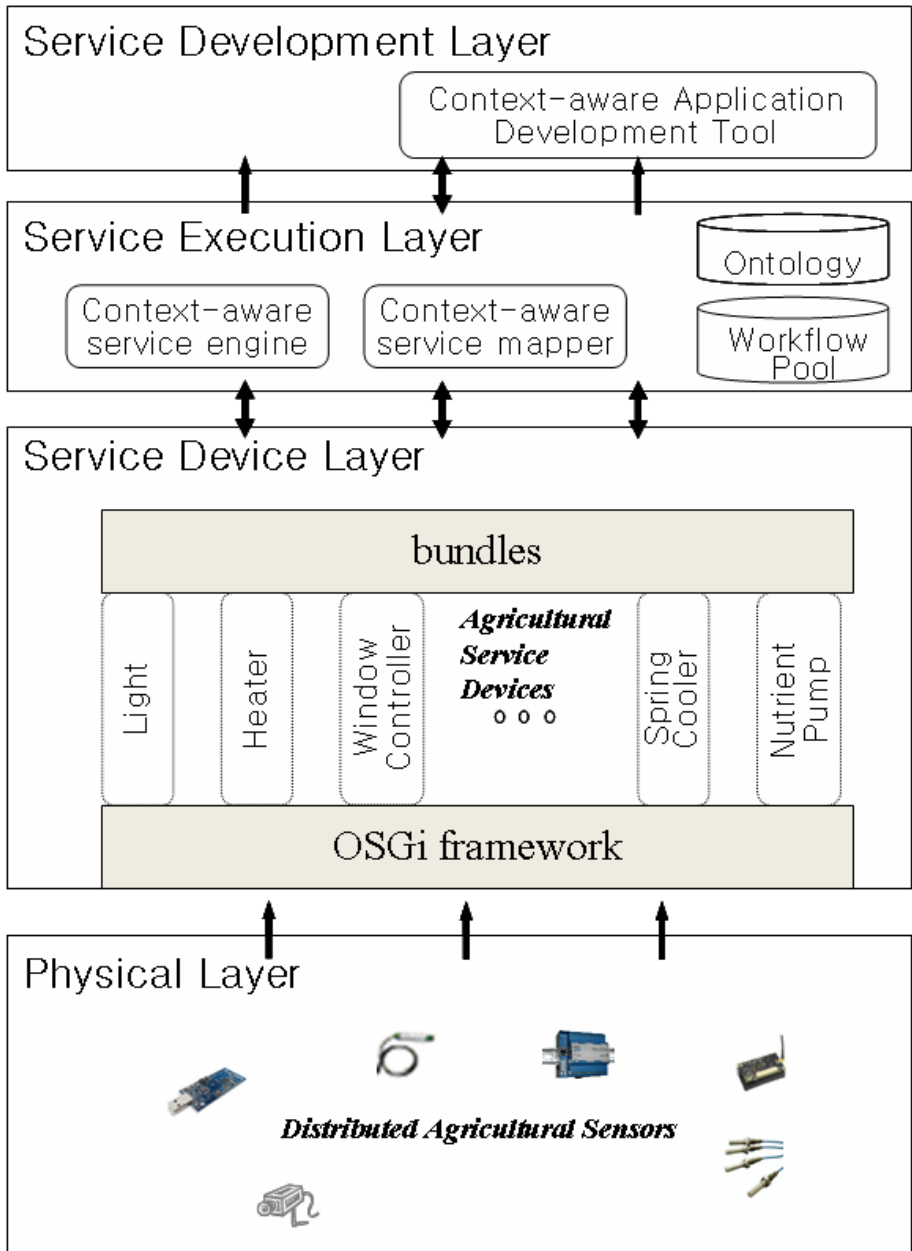 Service Development Layer
Context-aware Application
Development Tool
Service Execution Layer
Ontology
Context-aware
service engine
Context-aware
service mapper
Workflow
Pool
Service Device Layer
bundles
Light
Heater
Window
Controller
Agricultural
Service
Devices
Spring
Cooler
Nutrient
Pump
OSGi framework
Physical Layer
Distributed Agricultural Sensors